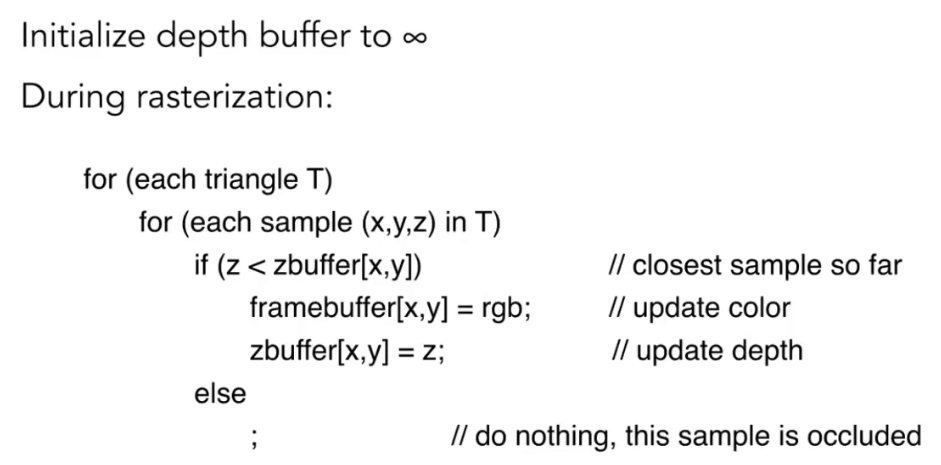 Initialize depth buffer to ∞
During rasterization:
for (each triangle T)
for (each sample (x,y,z) in T)
if (z < zbuffer[x,y]) // closest sample so far
framebuffer[x,y] = rgb; // update color
zbuffer[x,y] = z; // update depth
else
; // do nothing, this sample is occluded